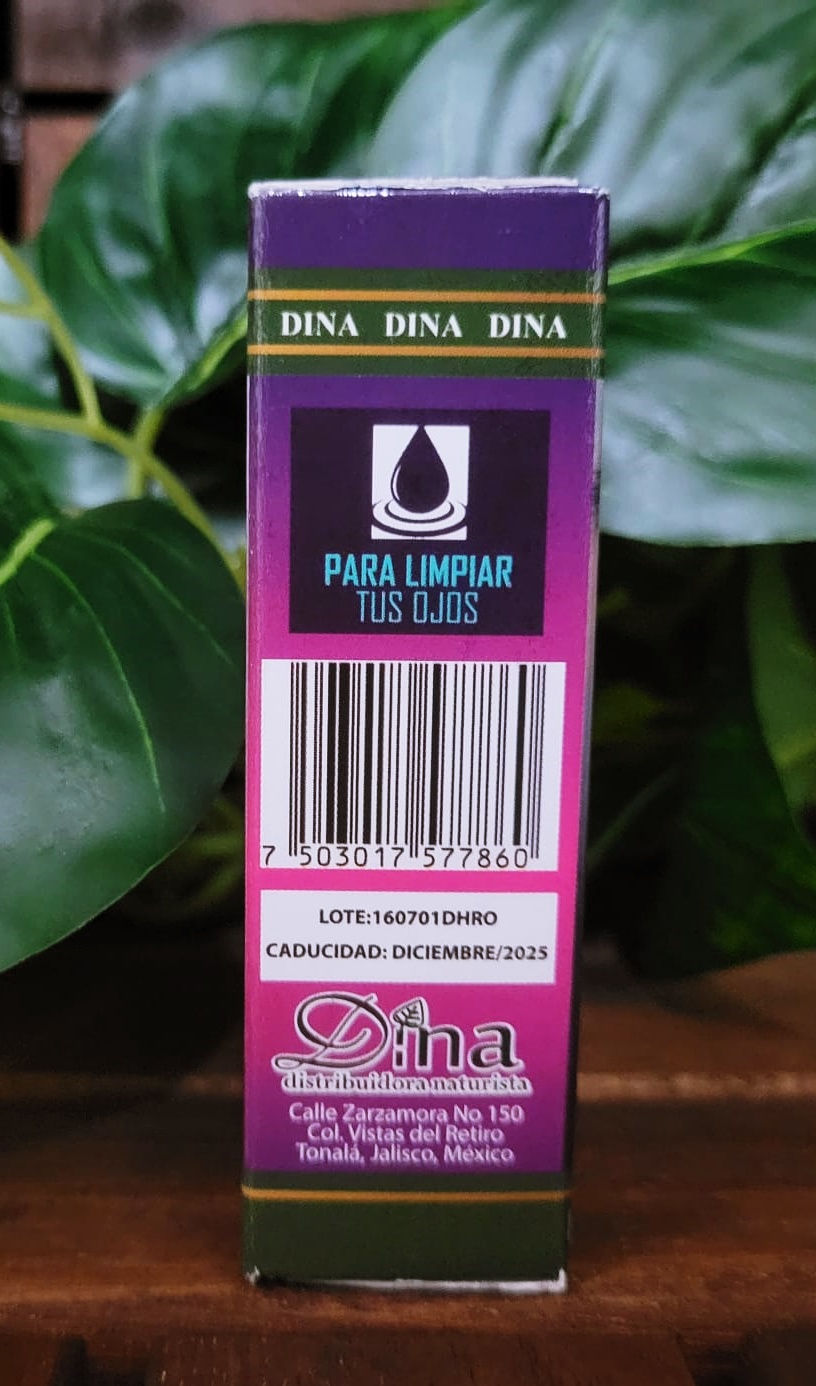 DINA DINA DINA
PARA LIMPIAR
TUS OJOS
7 503017 577860
LOTE:160701DHRO
CADUCIDAD: DICIEMBRE/2025
Dina
distribuidora naturista
Calle Zarzamora No 150
Col. Vistas del Retiro
Tonalá, Jalisco, México